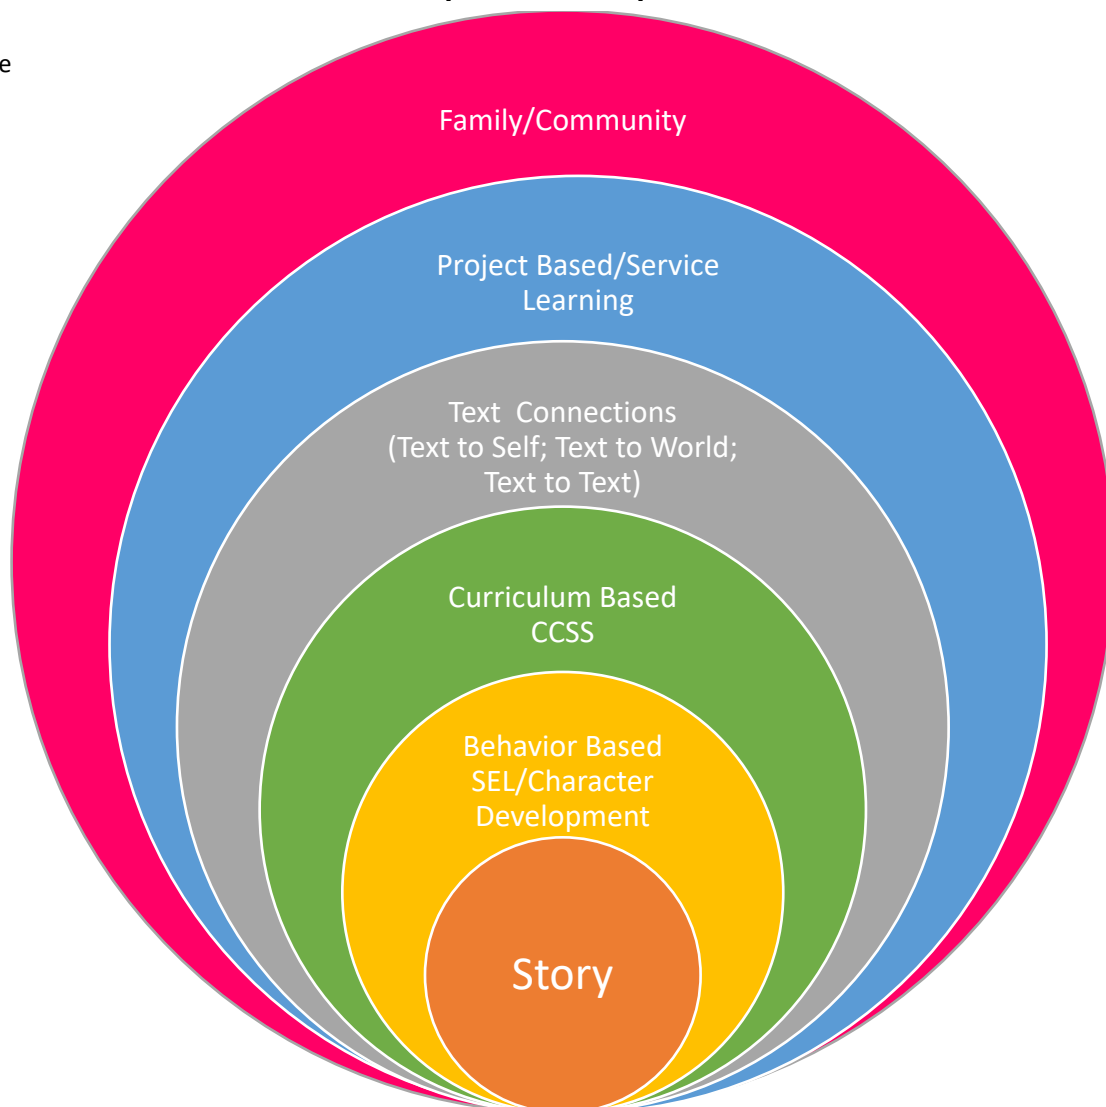 e
Family/Community
Project Based/Service
Learning
Text  Connections
(Text to Self; Text to World;
Text to Text)
Curriculum Based
CCSS
Behavior Based
SEL/Character
Development
Story